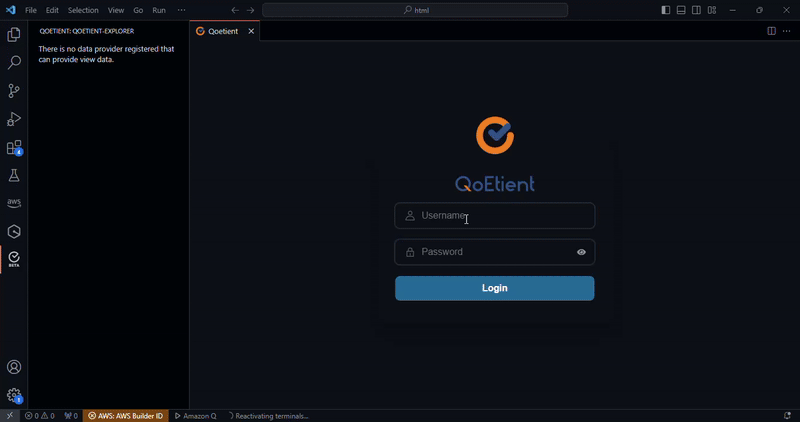 File Edit Selection View Go Run ···
html
QOETIENT: QOETIENT-EXPLORER
There is no data provider registered that
can provide view data.
Qoetient
4
aws
BETA
1
QoEtient
Username
Password
Login
0 0 0 AWS: AWS Builder ID Amazon Q Reactivating terminals...